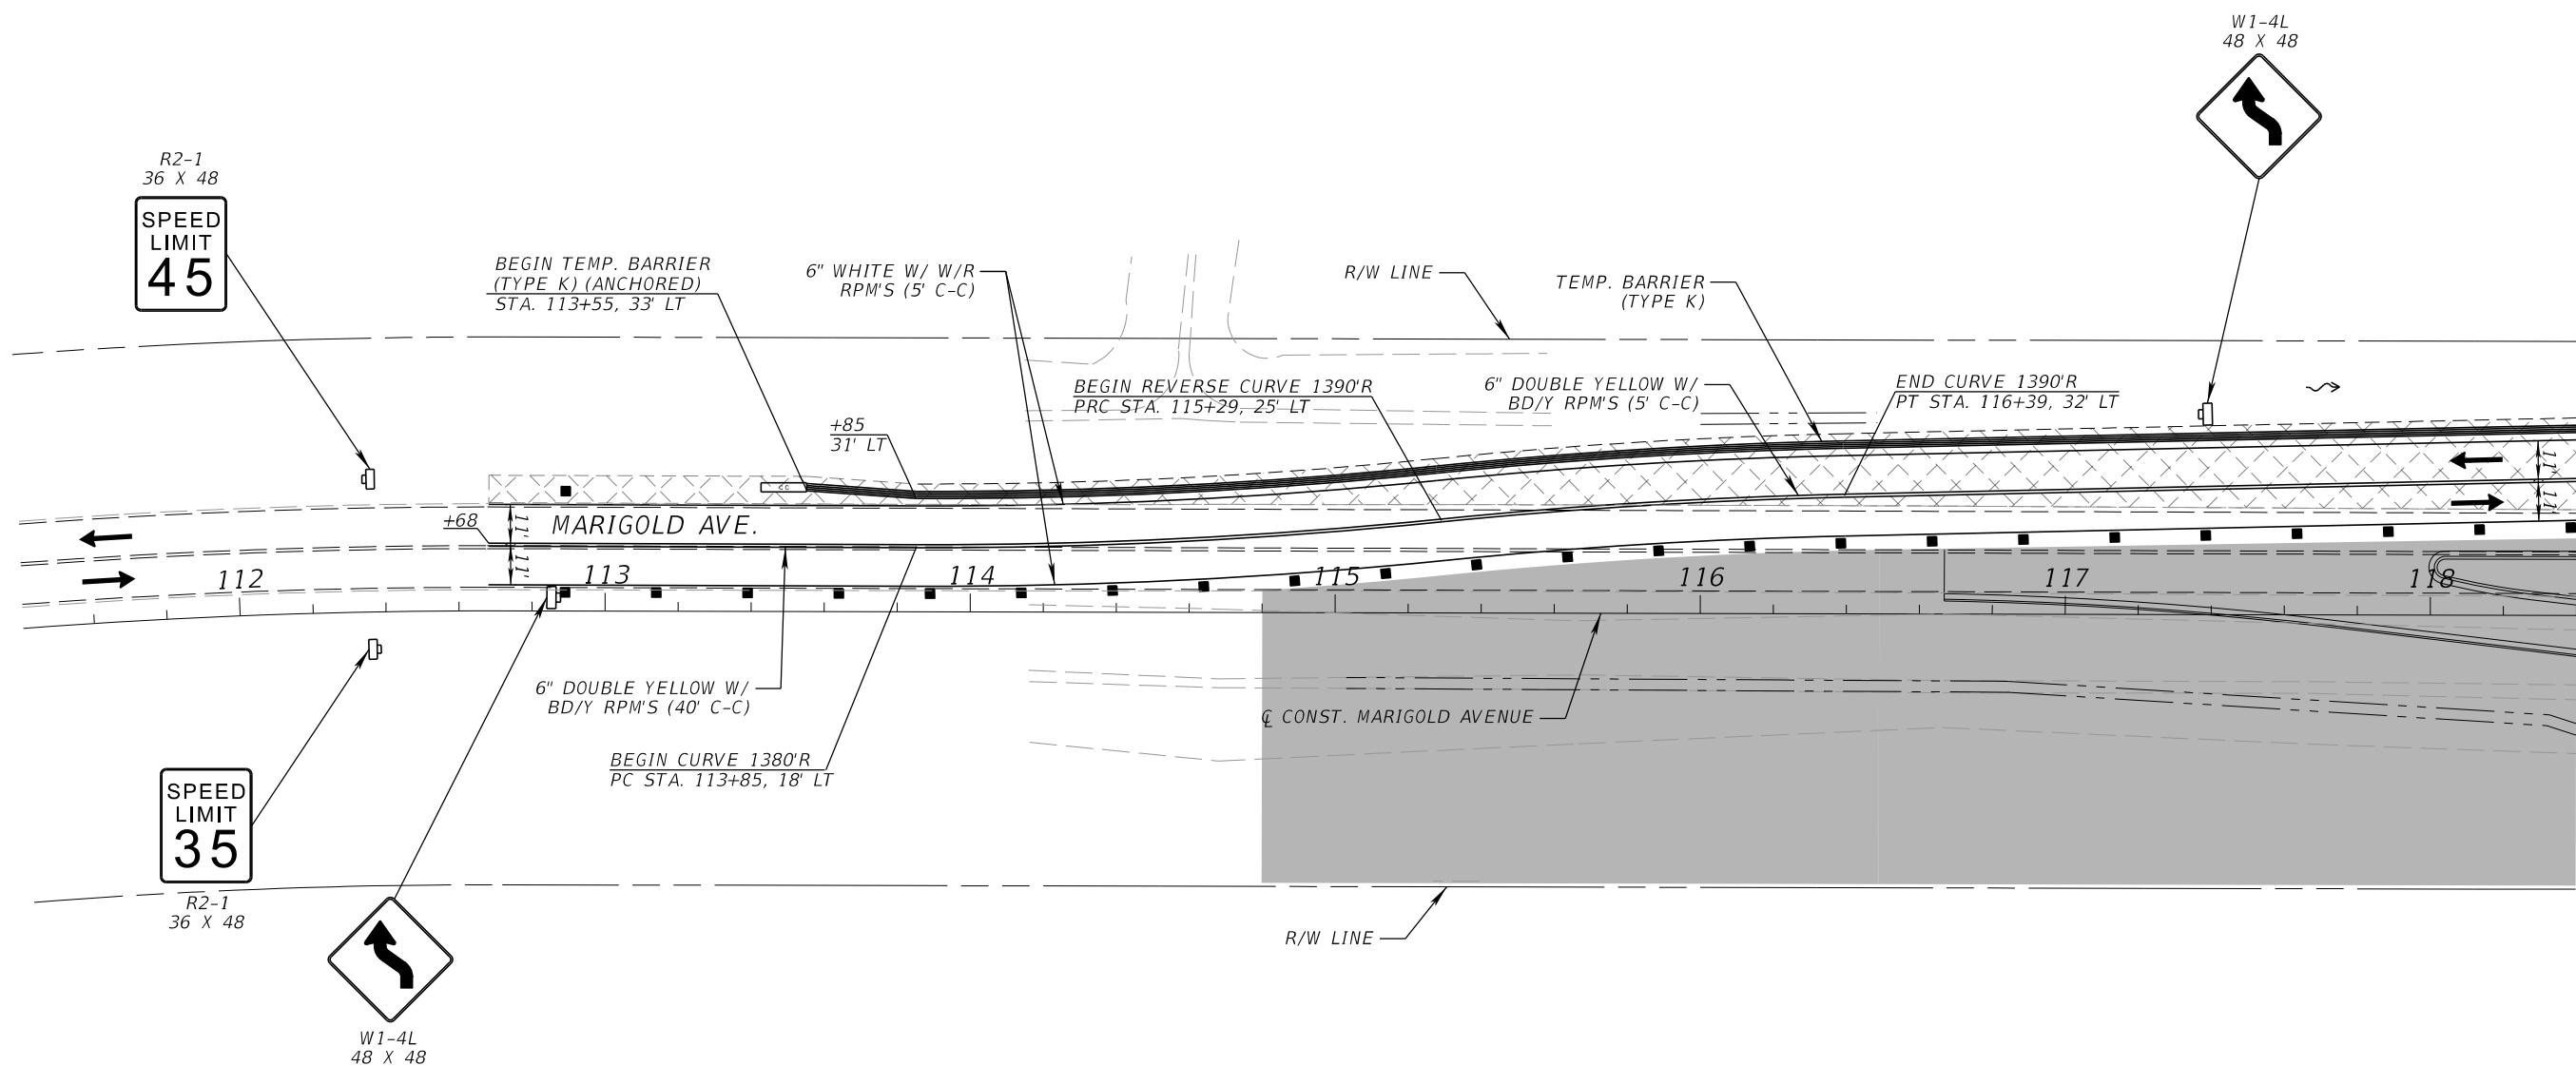 W1-4L
48 X 48
R2-1
36 X 48
SPEED
LIMIT
45
BEGIN TEMP. BARRIER
(TYPE K) (ANCHORED)
STA. 113+55, 33' LT
6" WHITE W/ W/R
RPM'S (5' C-C)
R/W LINE
TEMP. BARRIER
(TYPE K)
BEGIN REVERSE CURVE 1390'R
PRC STA. 115+29, 25' LT
6" DOUBLE YELLOW W/
BD/Y RPM'S (5' C-C)
END CURVE 1390'R
PT STA. 116+39, 32' LT
+85
31' LT
+68
11'
11'
MARIGOLD AVE.
11'
11'
112
113
114
115
116
117
118
6" DOUBLE YELLOW W/
BD/Y RPM'S (40' C-C)
℄ CONST. MARIGOLD AVENUE
BEGIN CURVE 1380'R
PC STA. 113+85, 18' LT
SPEED
LIMIT
35
R2-1
36 X 48
R/W LINE
W1-4L
48 X 48